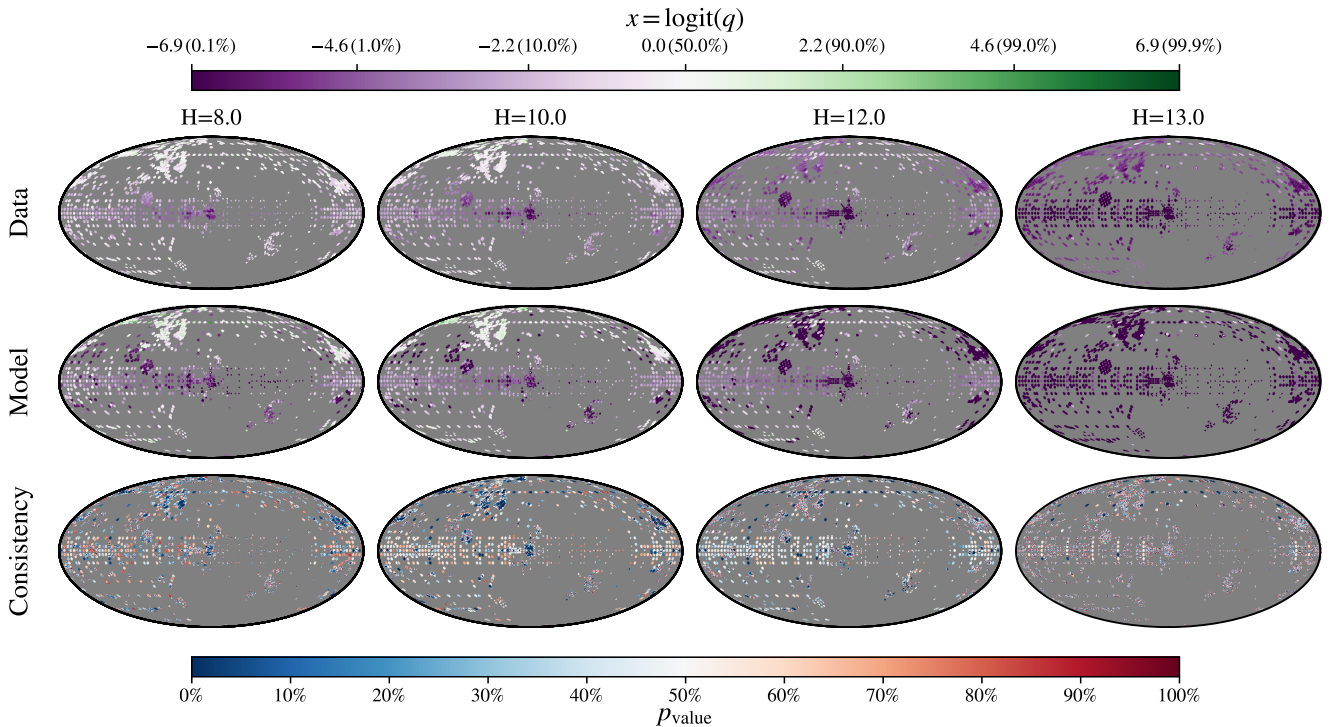 x = logit(q)
−6.9 (0.1%) −4.6 (1.0%) −2.2 (10.0%) 0.0 (50.0%) 2.2 (90.0%) 4.6 (99.0%) 6.9 (99.9%)
H=8.0 H=10.0 H=12.0 H=13.0
Data
Model
Consistency
0% 10% 20% 30% 40% 50% 60% 70% 80% 90% 100%
pvalue